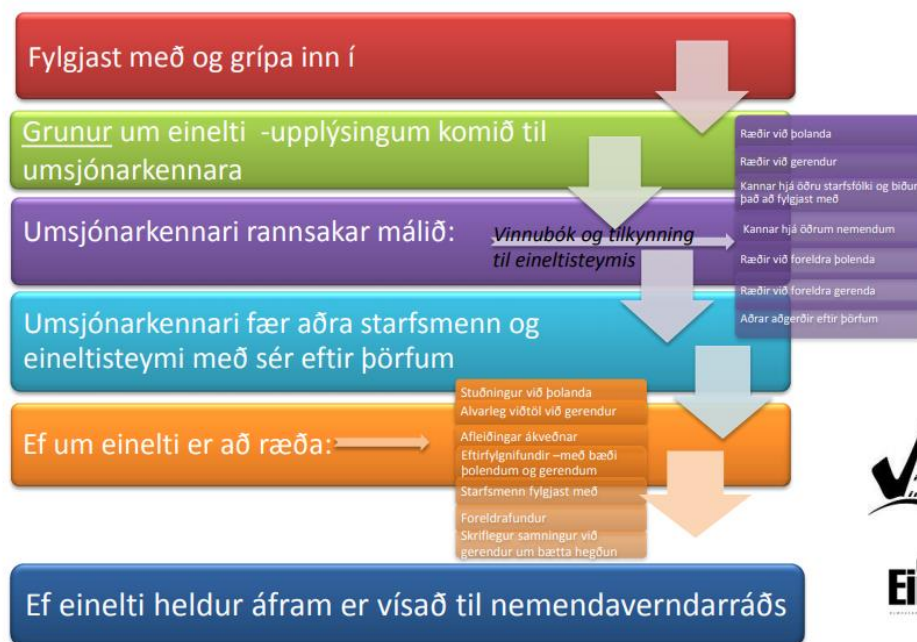 Fylgjast með og grípa inn í
Grunur um einelti -upplýsingum komið til
umsjónarkennara
Umsjónarkennari rannsakar málið:
Vinnubók og tilkynning
til eineltisteymis
Ræðir við þolanda
Ræðir við gerendur
Kannar hjá öðru starfsfólki og biður
það að fylgjast með
Kannar hjá öðrum nemendum
Ræðir við foreldra þolenda
Ræðir við foreldra gerenda
Aðrar aðgerðir eftir þörfum
Umsjónarkennari fær aðra starfsmenn og
eineltisteymi með sér eftir þörfum
Ef um einelti er að ræða:
Stuðningur við þolanda
Alvarleg viðtöl við gerendur
Afleiðingar ákveðnar
Eftirfylgnifundir –með bæði
þolendum og gerendum
Starfsmenn fylgjast með
Foreldrafundur
Skriflegur samningur við
gerendur um bætta hegðun
Ef einelti heldur áfram er vísað til nemendaverndarráðs